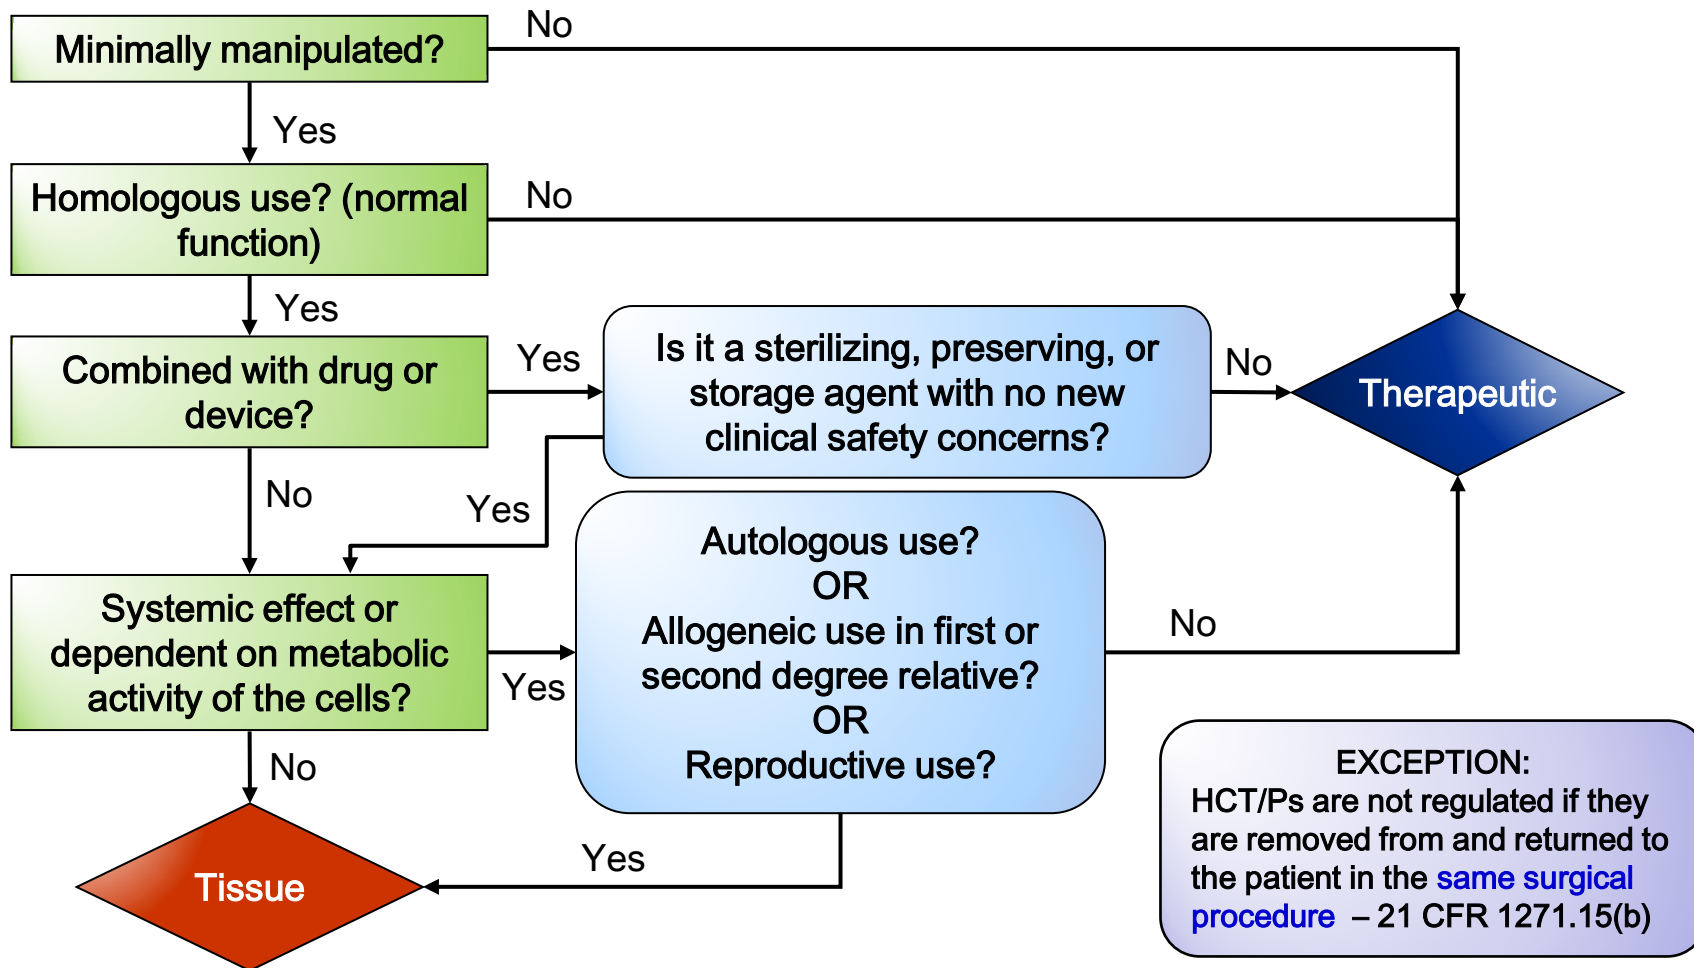 Minimally manipulated?
No
Yes
Homologous use? (normal
function)
No
Yes
Combined with drug or
device?
Yes
Is it a sterilizing, preserving, or
storage agent with no new
clinical safety concerns?
No
Therapeutic
No
Yes
Systemic effect or
dependent on metabolic
activity of the cells?
Yes
Autologous use?
OR
Allogeneic use in first or
second degree relative?
OR
Reproductive use?
No
No
Yes
Tissue
EXCEPTION:
HCT/Ps are not regulated if they
are removed from and returned to
the patient in the same surgical
procedure – 21 CFR 1271.15(b)